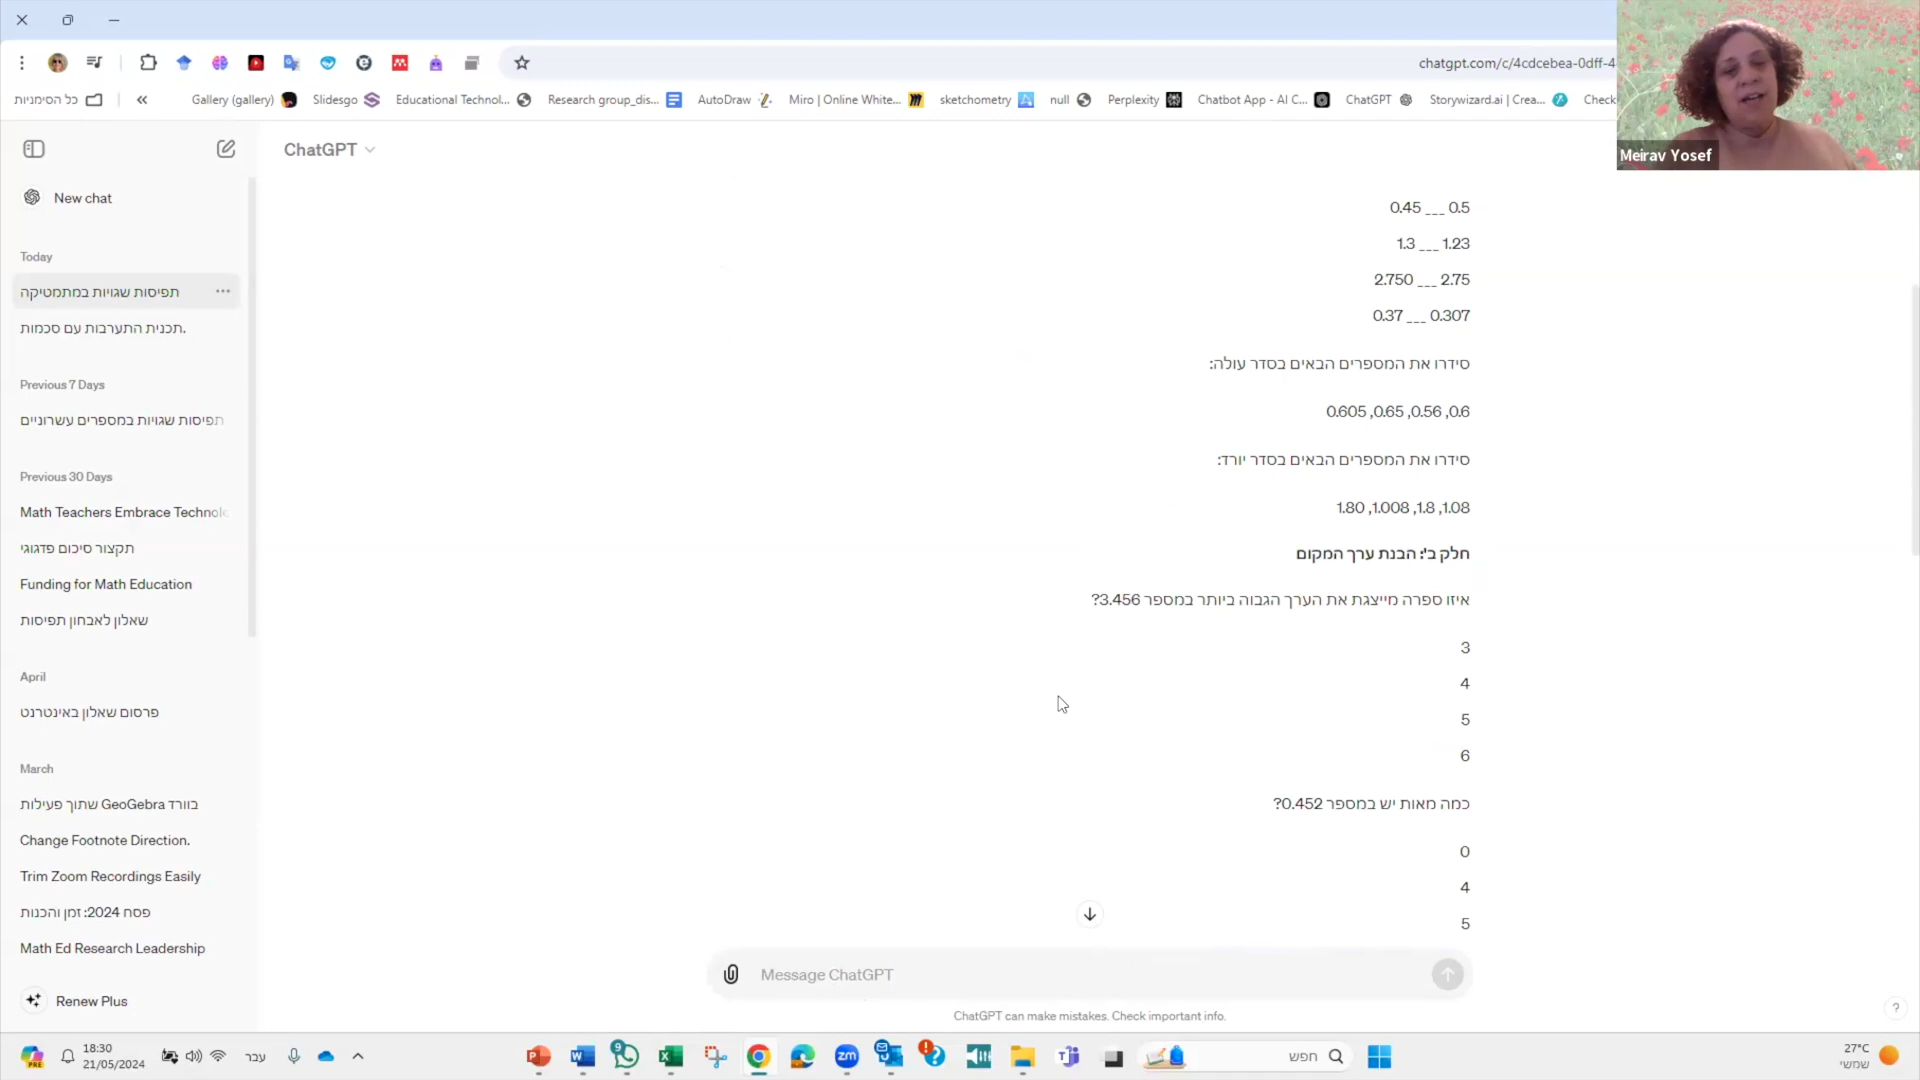 chatgpt.com/c/4cdcebea-0dff-4
כל הסימניות
Gallery (gallery)
Slidesgo
Educational Technol...
Research group_dis...
AutoDraw
Miro | Online White...
sketchometry
null
Perplexity
Chatbot App - AI C...
ChatGPT
Storywizard.ai | Crea...
Check
Meirav Yosef
ChatGPT
New chat
Today
תפיסות שגויות במתמטיקה
תכנית התערבות עם סכמות.
Previous 7 Days
תפיסות שגויות במספרים עשרוניים
Previous 30 Days
Math Teachers Embrace Technolo
תקצור סיכום פדגוגי
Funding for Math Education
שאלון לאבחון תפיסות
April
פרסום שאלון באינטרנט
March
שתוך פעילות GeoGebra בוורד
Change Footnote Direction.
Trim Zoom Recordings Easily
פסח 2024: זמן והכנות
Math Ed Research Leadership
Renew Plus
0.45 ___ 0.5
1.3 ___ 1.23
2.750 ___ 2.75
0.37 ___ 0.307
סידרו את המספרים הבאים בסדר עולה:
0.6, 0.56, 0.65, 0.605
סידרו את המספרים הבאים בסדר יורד:
1.08, 1.8, 1.008, 1.80
חלק ב': הבנת ערך המקום
איזו ספרה מייצגת את הערך הגבוה ביותר במספר 3.456?
3
4
5
6
כמה מאות יש במספר 0.452?
0
4
5
Message ChatGPT
ChatGPT can make mistakes. Check important info.
?
18:30
21/05/2024
עבר
9
zm
חפש
27°C
שמשי
PRE